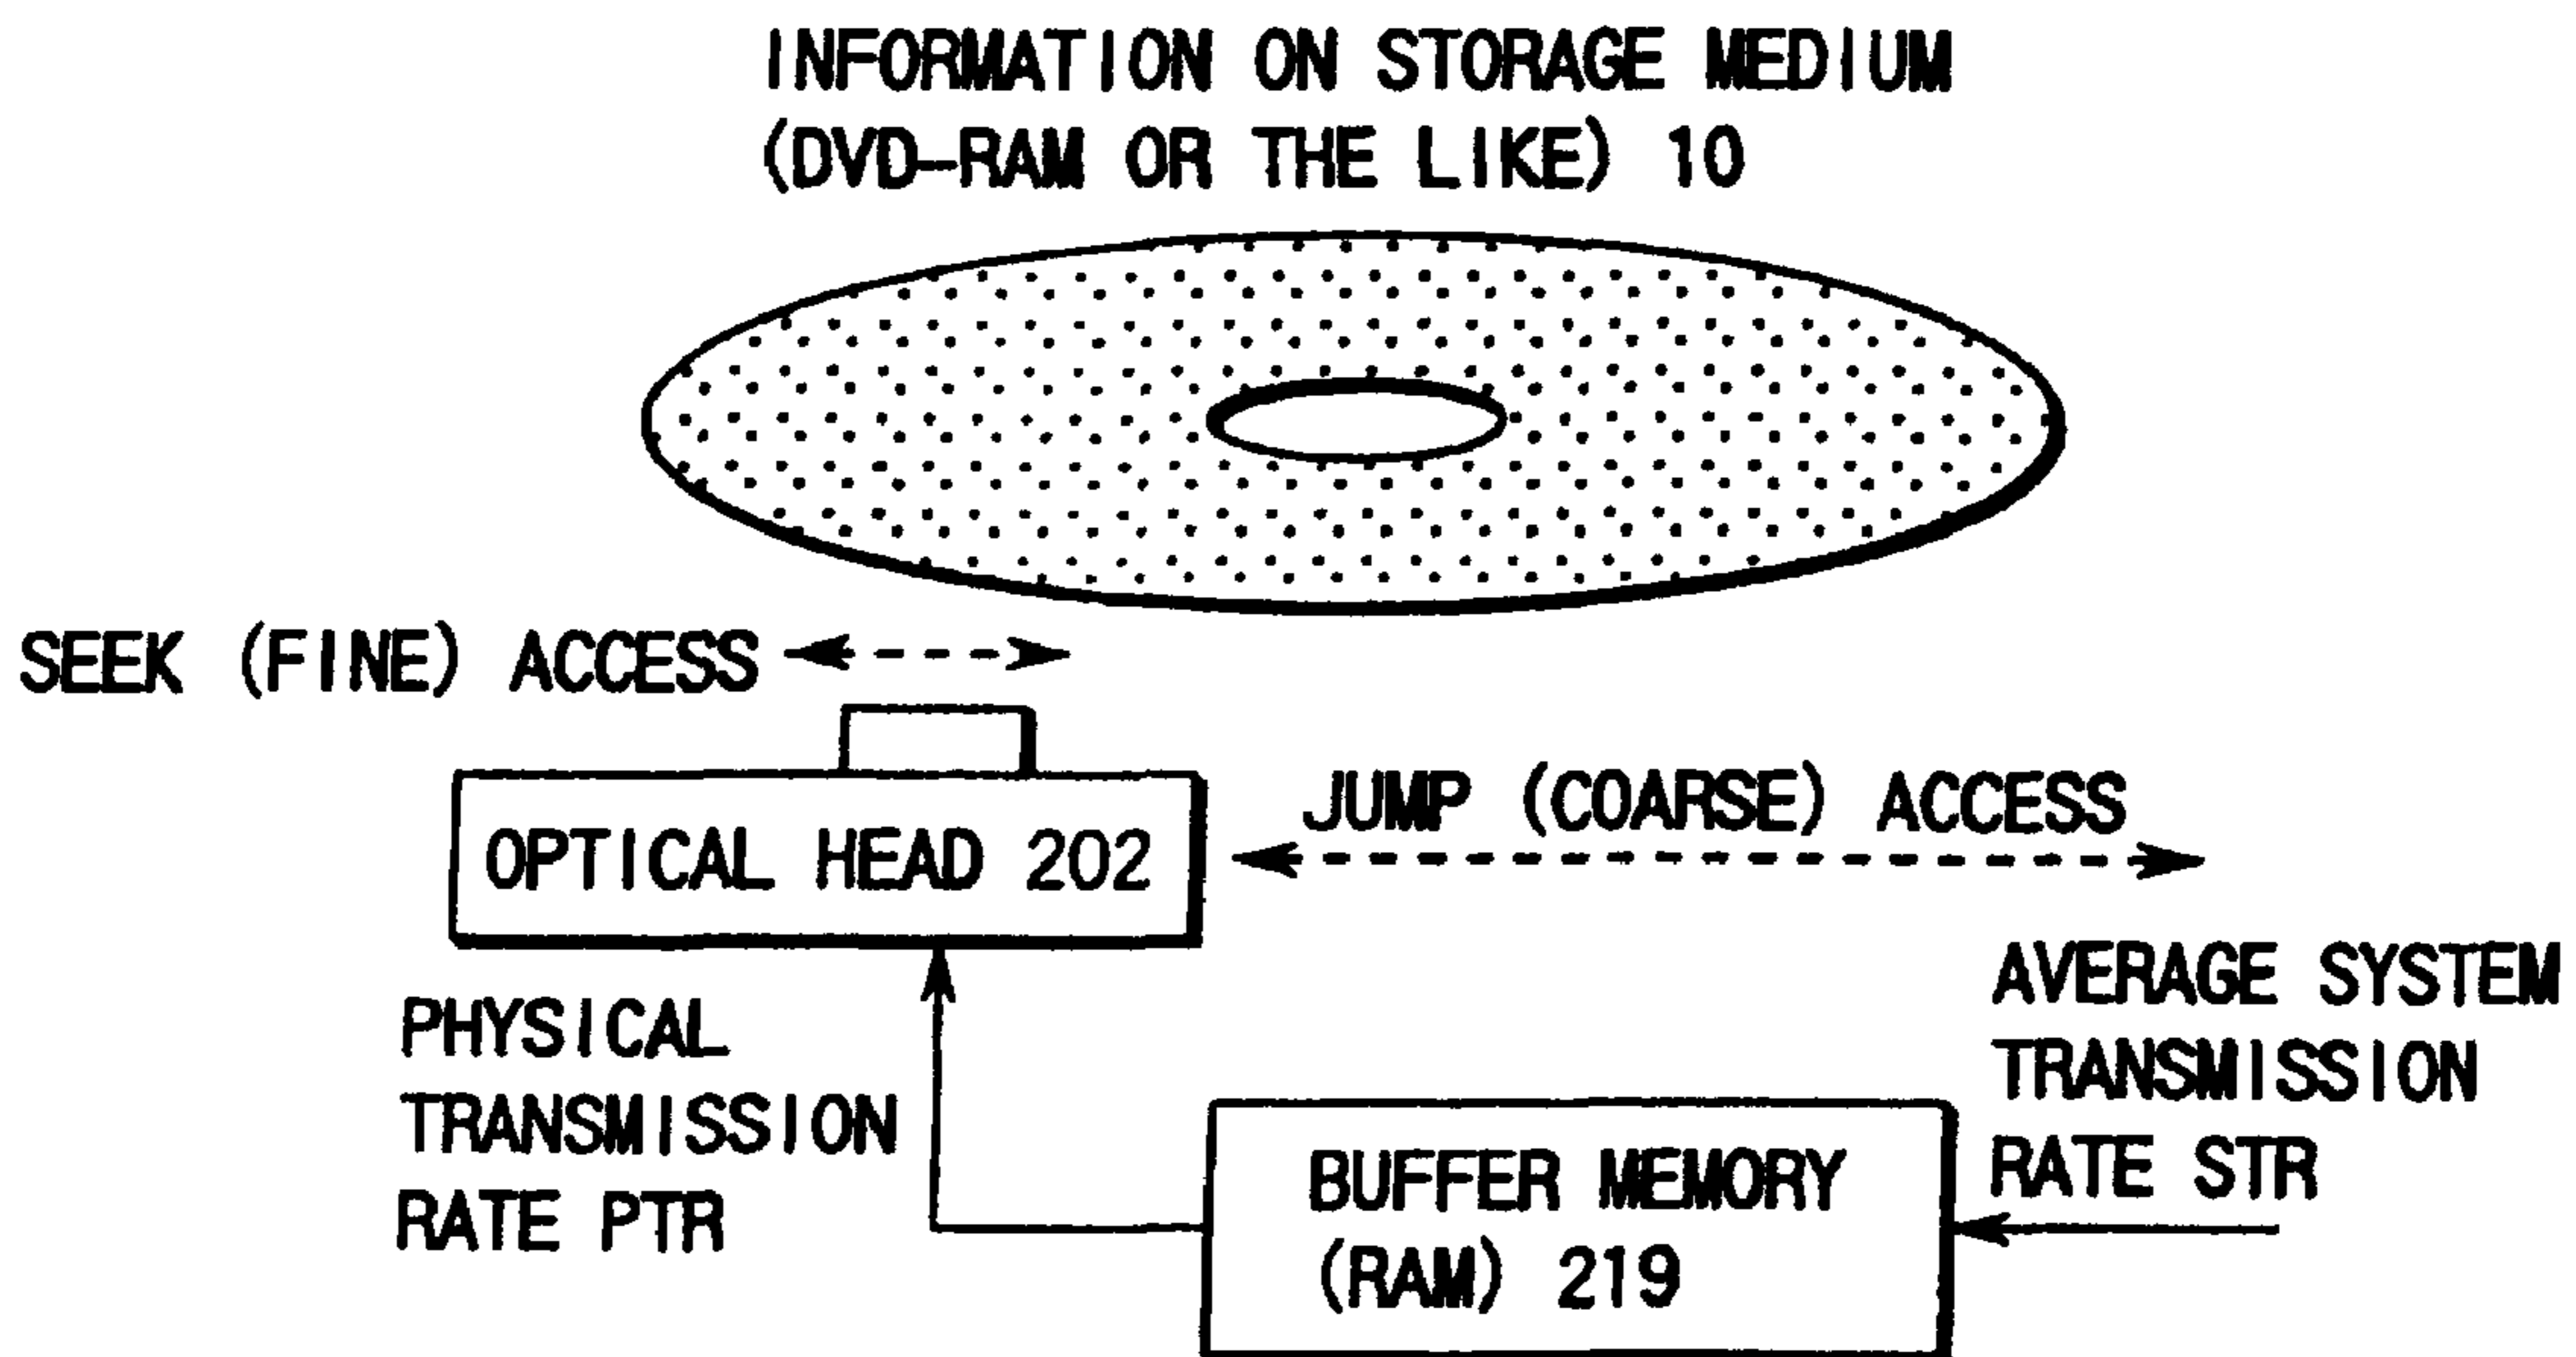 INFORMATION ON STORAGE MEDIUM
(DVD-RAM OR THE LIKE) 10
SEEK (FINE) ACCESS
JUMP (COARSE) ACCESS
OPTICAL HEAD 202
PHYSICAL
TRANSMISSION
RATE PTR
AVERAGE SYSTEM
TRANSMISSION
RATE STR
BUFFER MEMORY
(RAM) 219